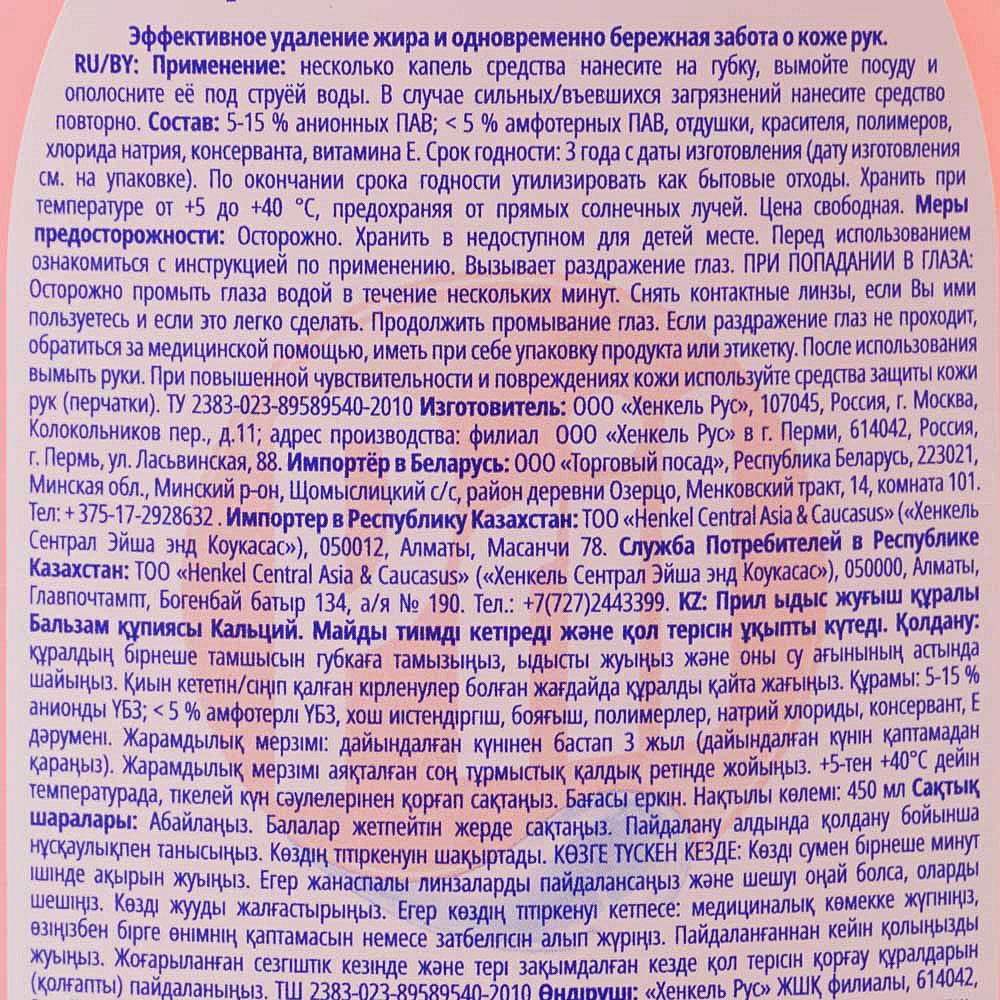 Эффективное удаление жира и одновременно бережная забота о коже рук.
RU/BY: Применение: несколько капель средства нанесите на губку, вымойте посуду и
ополосните её под струёй воды. В случае сильных/въевшихся загрязнений нанесите средство
повторно. Состав: 5-15 % анионных ПАВ; < 5 % амфотерных ПАВ, отдушки, красителя, полимеров,
хлорида натрия, консерванта, витамина Е. Срок годности: 3 года с даты изготовления (дату изготовления
см. на упаковке). По окончании срока годности утилизировать как бытовые отходы. Хранить при
температуре от +5 до +40 °С, предохраняя от прямых солнечных лучей. Цена свободная. Меры
предосторожности: Осторожно. Хранить в недоступном для детей месте. Перед использованием
ознакомиться с инструкцией по применению. Вызывает раздражение глаз. ПРИ ПОПАДАНИИ В ГЛАЗА:
Осторожно промыть глаза водой в течение нескольких минут. Снять контактные линзы, если Вы ими
пользуетесь и если это легко сделать. Продолжить промывание глаз. Если раздражение глаз не проходит,
обратиться за медицинской помощью, иметь при себе упаковку продукта или этикетку. После использования
вымыть руки. При повышенной чувствительности и повреждениях кожи используйте средства защиты кожи
рук (перчатки). ТУ 2383-023-89589540-2010 Изготовитель: ООО «Хенкель Рус», 107045, Россия, г. Москва,
Колокольников пер., д.11; адрес производства: филиал ООО «Хенкель Рус» в г. Перми, 614042, Россия,
г. Пермь, ул. Ласьвинская, 88. Импортёр в Беларусь: ООО «Торговый посад», Республика Беларусь, 223021,
Минская обл., Минский р-он, Щомыслицкий с/с, район деревни Озерцо, Менковский тракт, 14, комната 101.
Тел: + 375-17-2928632 . Импортер в Республику Казахстан: ТОО «Henkel Central Asia & Caucasus» («Хенкель
Сентрал Эйша энд Коукасас»), 050012, Алматы, Масанчи 78. Служба Потребителей в Республике
Казахстан: ТОО «Henkel Central Asia & Caucasus» («Хенкель Сентрал Эйша энд Коукасас»), 050000, Алматы,
Главпочтампт, Богенбай батыр 134, а/я № 190. Тел.: +7(727)2443399. KZ: Прил ыдыс жуғыш құралы
Бальзам құпиясы Кальций. Майды тиімді кетіреді және қол терісін ұқыпты күтеді. Қолдану:
құралдың бірнеше тамшысын губкаға тамызыңыз, ыдысты жуыңыз және оны су ағынының астында
шайыңыз. Қиын кететін/сіңіп қалған кірленулер болған жағдайда құралды қайта жағыңыз. Құрамы: 5-15 %
анионды ҮБЗ; < 5 % амфотерлі ҮБЗ, хош иістендіргіш, бояғыш, полимерлер, натрий хлориды, консервант, Е
дәрумені. Жарамдылық мерзімі: дайындалған күнінен бастап 3 жыл (дайындалған күнін қаптамадан
қараңыз). Жарамдылық мерзімі аяқталған соң тұрмыстық қалдық ретінде жойыңыз. +5-тен +40°С дейін
температурада, тікелей күн сәулелерінен қорғап сақтаңыз. Бағасы еркін. Нақтылы көлемі: 450 мл Сақтық
шаралары: Абайлаңыз. Балалар жетпейтін жерде сақтаңыз. Пайдалану алдында қолдану бойынша
нұсқаулықпен танысыңыз. Көздің тітіркенуін шақыртады. КӨЗГЕ ТҮСКЕН КЕЗДЕ: Көзді сумен бірнеше минут
ішінде ақырын жуыңыз. Егер жанаспалы линзаларды пайдалансаңыз және шешуі оңай болса, оларды
шешіңіз. Көзді жууды жалғастырыңыз. Егер көздің тітіркенуі кетпесе: медициналық көмекке жүгініңіз,
өзіңізбен бірге өнімнің қаптамасын немесе затбелгісін алып жүріңіз. Пайдаланғаннан кейін қолыңызды
жуыңыз. Жоғарыланған сезгіштік кезінде және тері зақымдалған кезде қол терісін қорғау құралдарын
(қолғапты) пайдаланыңыз. ТШ 2383-023-89589540-2010 Өндіруші: «Хенкель Рус» ЖШҚ филиалы, 614042,